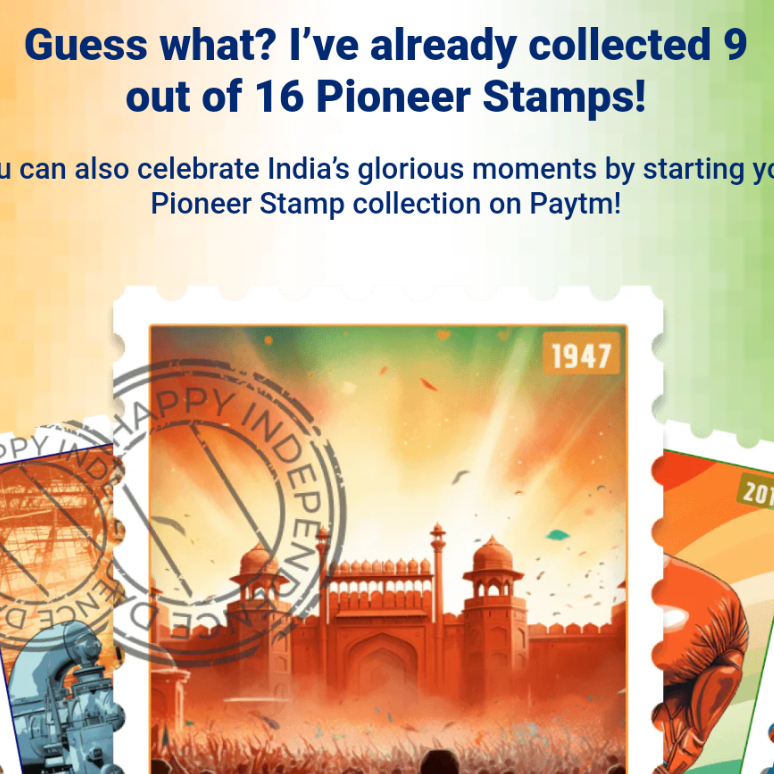 Guess what? I’ve already collected 9
out of 16 Pioneer Stamps!
can also celebrate India’s glorious moments by starting
Pioneer Stamp collection on Paytm!
1947
HAPPY INDEPENDENCE DAY